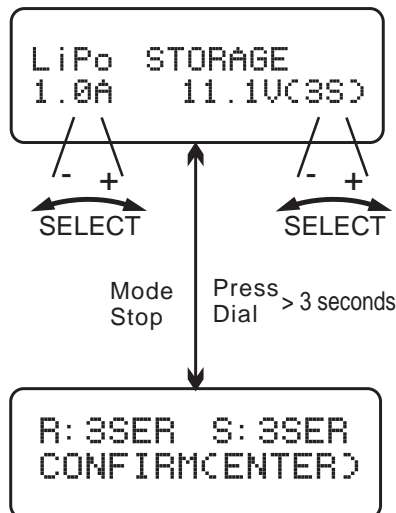 LiPo STORAGE
1.0A 11.1V(3S)
- + - +
SELECT SELECT
Mode Stop
Press Dial > 3 seconds
R:3SER S:3SER
CONFIRM(ENTER)